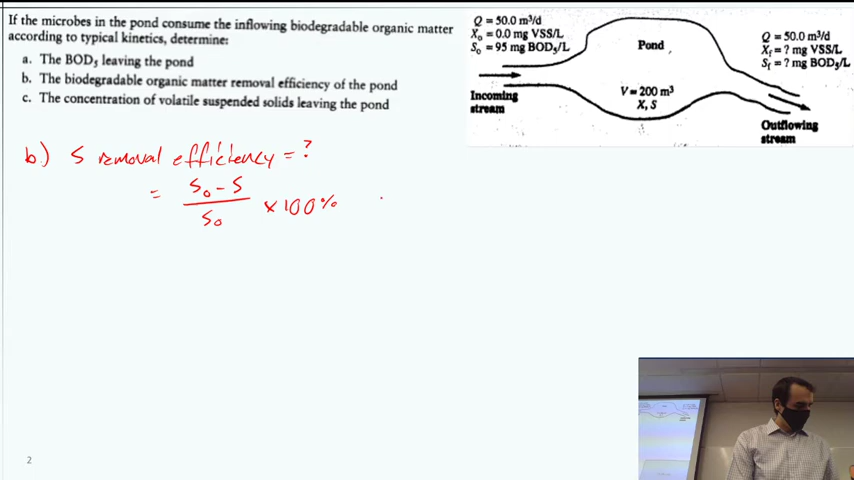 If the microbes in the pond consume the inflowing biodegradable organic matter
according to typical kinetics, determine:
a. The BOD₅ leaving the pond
b. The biodegradable organic matter removal efficiency of the pond
c. The concentration of volatile suspended solids leaving the pond
Q = 50.0 m³/d
X₀ = 0.0 mg VSS/L
S₀ = 95 mg BOD₅/L
Incoming
stream
Pond
V = 200 m³
X, S
Q = 50.0 m³/d
Xf = ? mg VSS/L
Sf = ? mg BOD₅/L
Outflowing
stream
b.) S removal efficiency = ?
= S₀ - S / S₀ × 100%
2